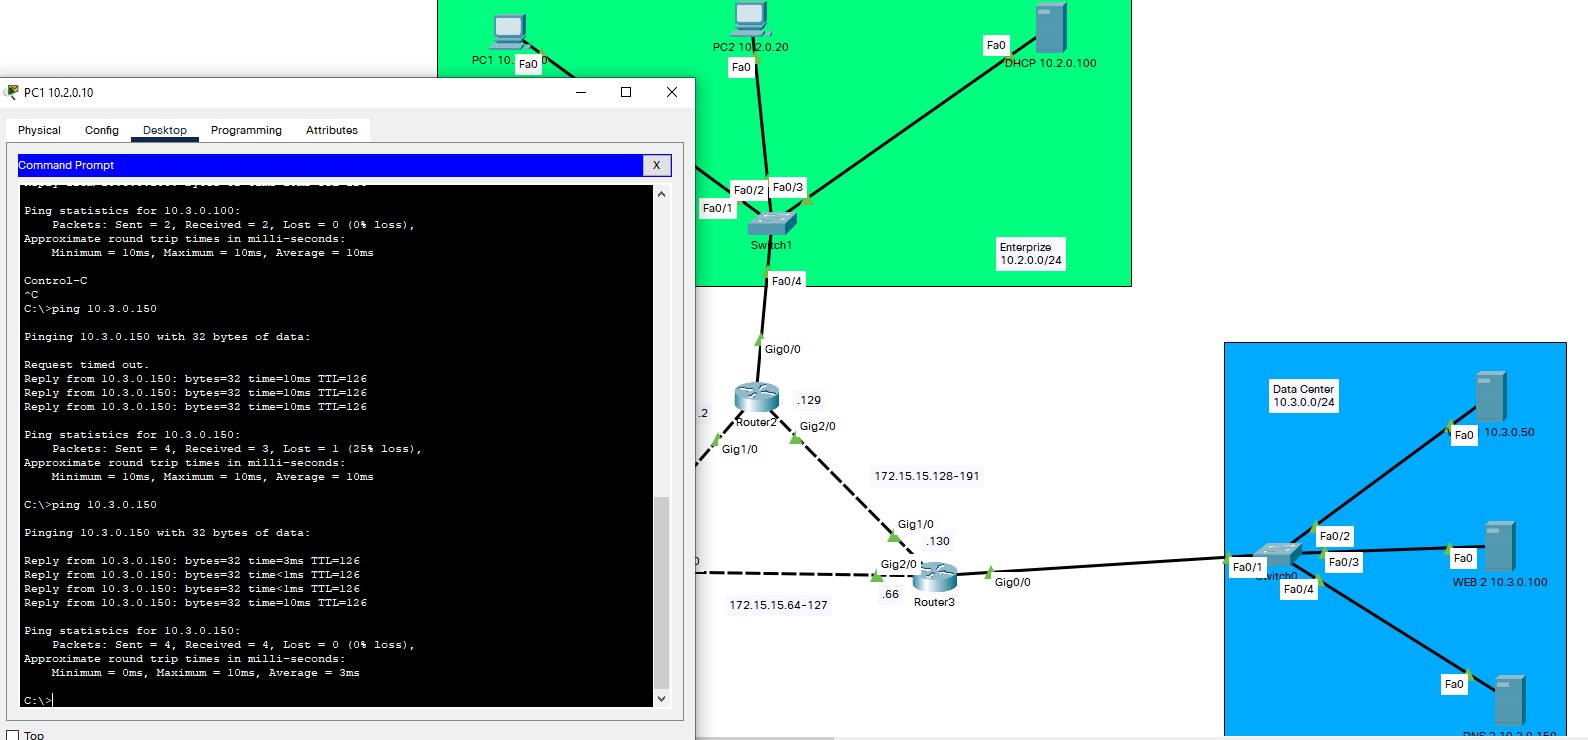 PC1 10.2.0.10
Physical
Config
Desktop
Programming
Attributes
Command Prompt
X
Ping statistics for 10.3.0.100:
Packets: Sent = 2, Received = 2, Lost = 0 (0% loss),
Approximate round trip times in milli-seconds:
Minimum = 10ms, Maximum = 10ms, Average = 10ms
Control-C
^C
C:\>ping 10.3.0.150
Pinging 10.3.0.150 with 32 bytes of data:
Request timed out.
Reply from 10.3.0.150: bytes=32 time=10ms TTL=126
Reply from 10.3.0.150: bytes=32 time=10ms TTL=126
Reply from 10.3.0.150: bytes=32 time=10ms TTL=126
Ping statistics for 10.3.0.150:
Packets: Sent = 4, Received = 3, Lost = 1 (25% loss),
Approximate round trip times in milli-seconds:
Minimum = 10ms, Maximum = 10ms, Average = 10ms
C:\>ping 10.3.0.150
Pinging 10.3.0.150 with 32 bytes of data:
Reply from 10.3.0.150: bytes=32 time=3ms TTL=126
Reply from 10.3.0.150: bytes=32 time<1ms TTL=126
Reply from 10.3.0.150: bytes=32 time<1ms TTL=126
Reply from 10.3.0.150: bytes=32 time=10ms TTL=126
Ping statistics for 10.3.0.150:
Packets: Sent = 4, Received = 4, Lost = 0 (0% loss),
Approximate round trip times in milli-seconds:
Minimum = 0ms, Maximum = 10ms, Average = 3ms
C:\>
Top
PC1 10.
Fa0
PC2 10.2.0.20
Fa0
Fa0
DHCP 10.2.0.100
Fa0/2
Fa0/3
Fa0/1
Switch1
Fa0/4
Enterprize
10.2.0.0/24
Gig0/0
.2
.129
Router2
Gig2/0
Gig1/0
172.15.15.128-191
Gig1/0
.130
Gig2/0
.66
Router3
Gig0/0
172.15.15.64-127
Data Center
10.3.0.0/24
Fa0
10.3.0.50
Fa0/2
Fa0/1
Switch0
Fa0/3
Fa0/4
Fa0
WEB 2 10.3.0.100
Fa0
DNS 2 10.3.0.150